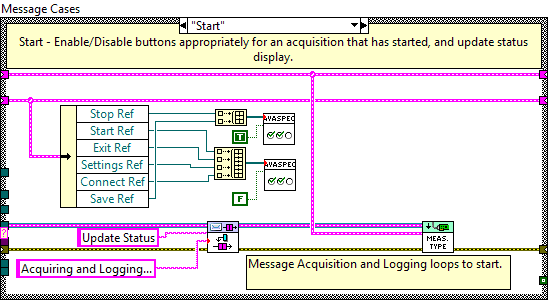 Message Cases
"Start"
Start - Enable/Disable buttons appropriately for an acquisition that has started, and update status
display.
Stop Ref
Start Ref
Exit Ref
Settings Ref
Connect Ref
Save Ref
AVASPEC
T
AVASPEC
F
Update Status
MEAS.
TYPE
Acquiring and Logging...
Message Acquisition and Logging loops to start.
?